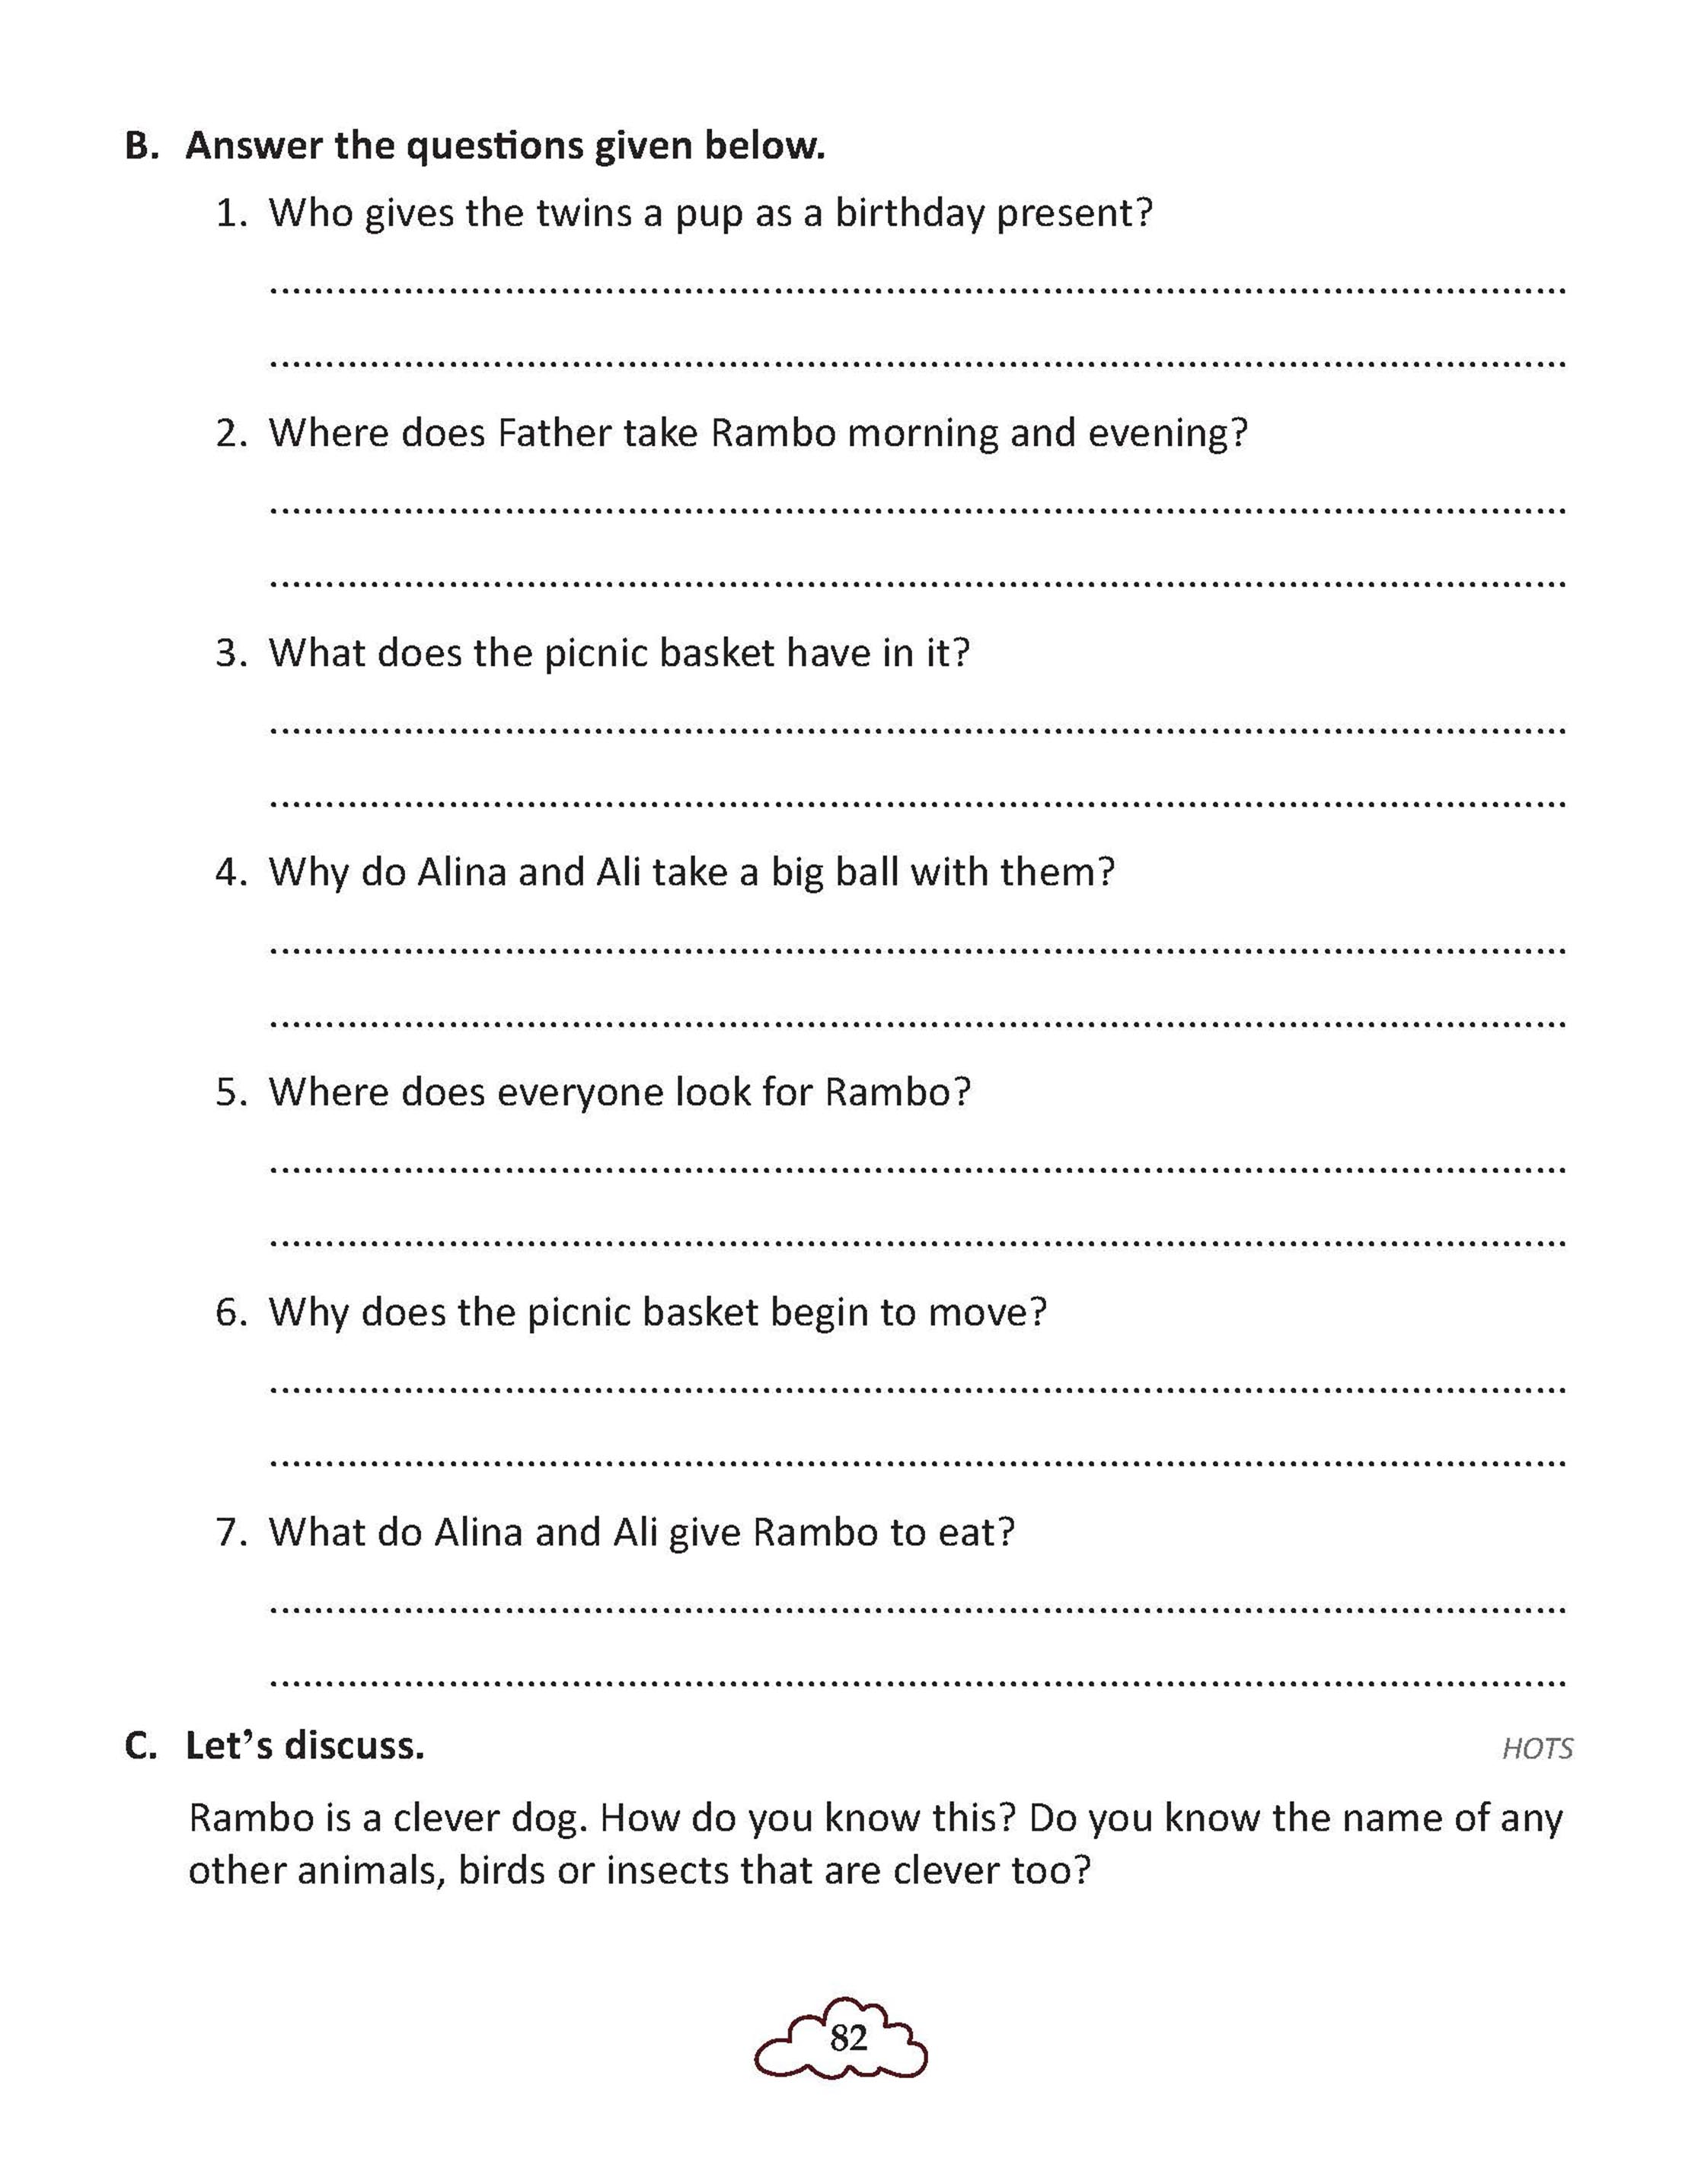 B. Answer the questions given below.
1. Who gives the twins a pup as a birthday present?
................................................................................
................................................................................
2. Where does Father take Rambo morning and evening?
................................................................................
................................................................................
3. What does the picnic basket have in it?
................................................................................
................................................................................
4. Why do Alina and Ali take a big ball with them?
................................................................................
................................................................................
5. Where does everyone look for Rambo?
................................................................................
................................................................................
6. Why does the picnic basket begin to move?
................................................................................
................................................................................
7. What do Alina and Ali give Rambo to eat?
................................................................................
................................................................................
C. Let’s discuss. HOTS
Rambo is a clever dog. How do you know this? Do you know the name of any
other animals, birds or insects that are clever too?
82